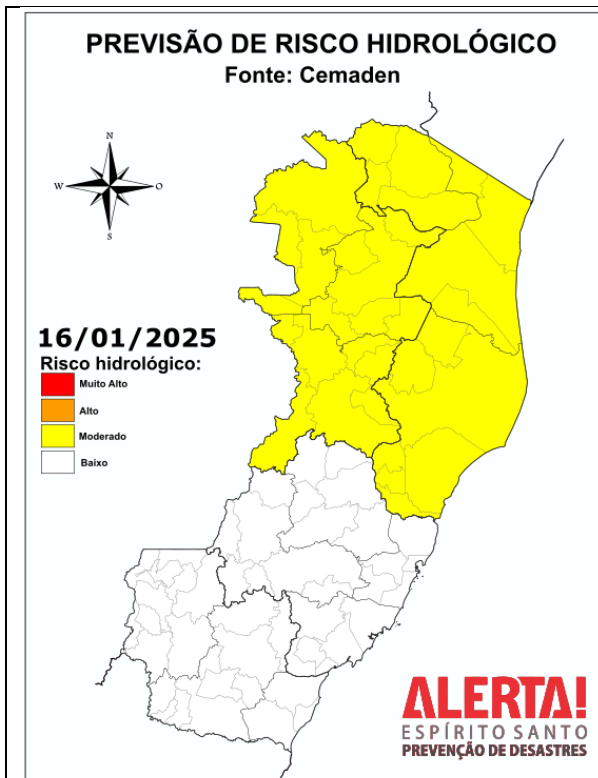 PREVISÃO DE RISCO HIDROLÓGICO
Fonte: Cemaden
N
W
O
S
16/01/2025
Risco hidrológico:
Muito Alto
Alto
Moderado
Baixo
ALERTA!
ESPÍRITO SANTO
PREVENÇÃO DE DESASTRES